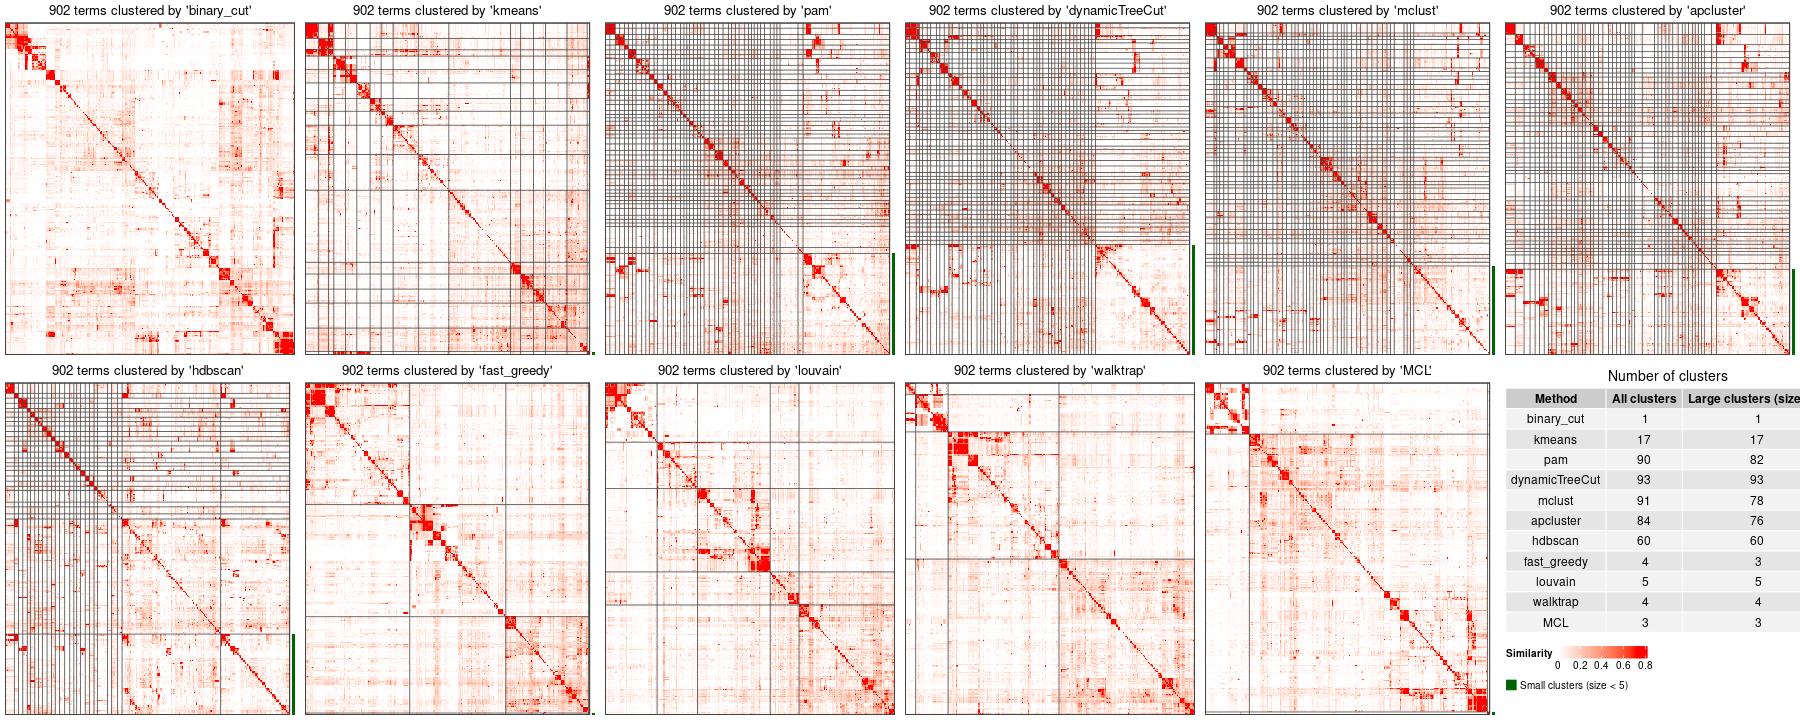 902 terms clustered by 'binary_cut'
902 terms clustered by 'kmeans'
902 terms clustered by 'pam'
902 terms clustered by 'dynamicTreeCut'
902 terms clustered by 'mclust'
902 terms clustered by 'apcluster'
902 terms clustered by 'hdbscan'
902 terms clustered by 'fast_greedy'
902 terms clustered by 'louvain'
902 terms clustered by 'walktrap'
902 terms clustered by 'MCL'
Number of clusters
Method All clusters Large clusters (size
binary_cut 1 1
kmeans 17 17
pam 90 82
dynamicTreeCut 93 93
mclust 91 78
apcluster 84 76
hdbscan 60 60
fast_greedy 4 3
louvain 5 5
walktrap 4 4
MCL 3 3
Similarity
0 0.2 0.4 0.6 0.8
Small clusters (size < 5)